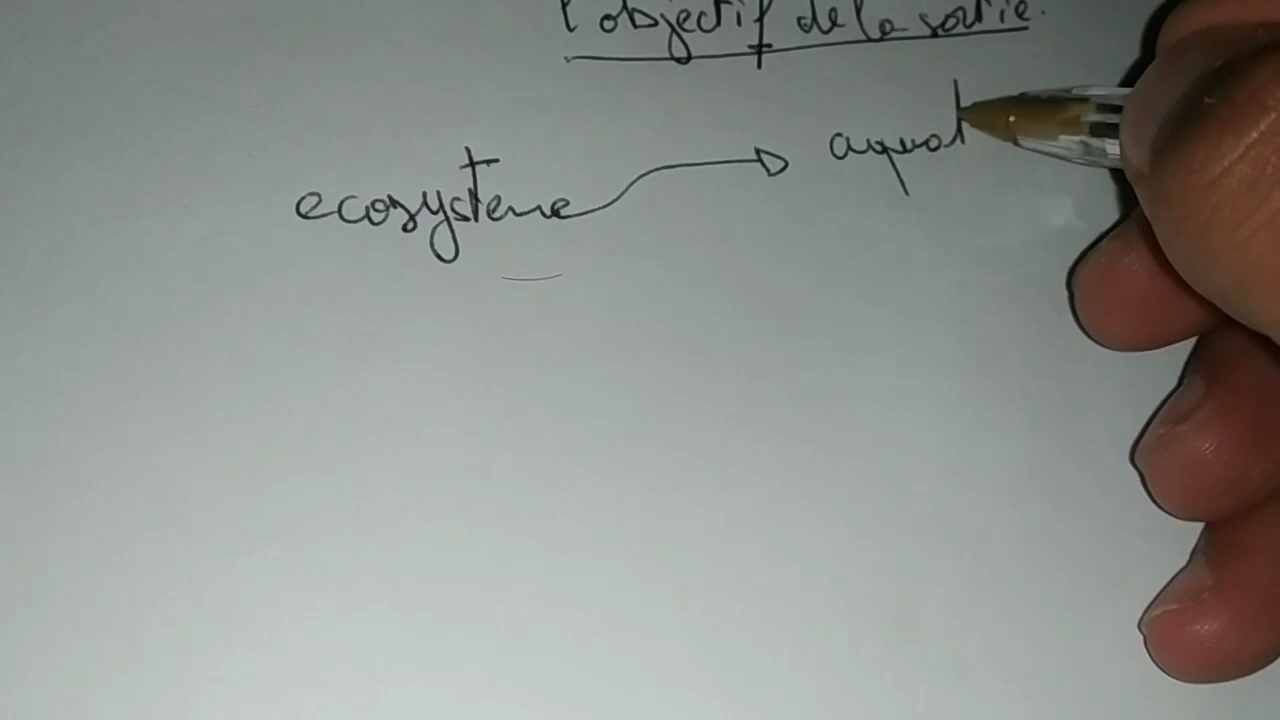 l'objectif de la sortie.
ecosysteme → aquat